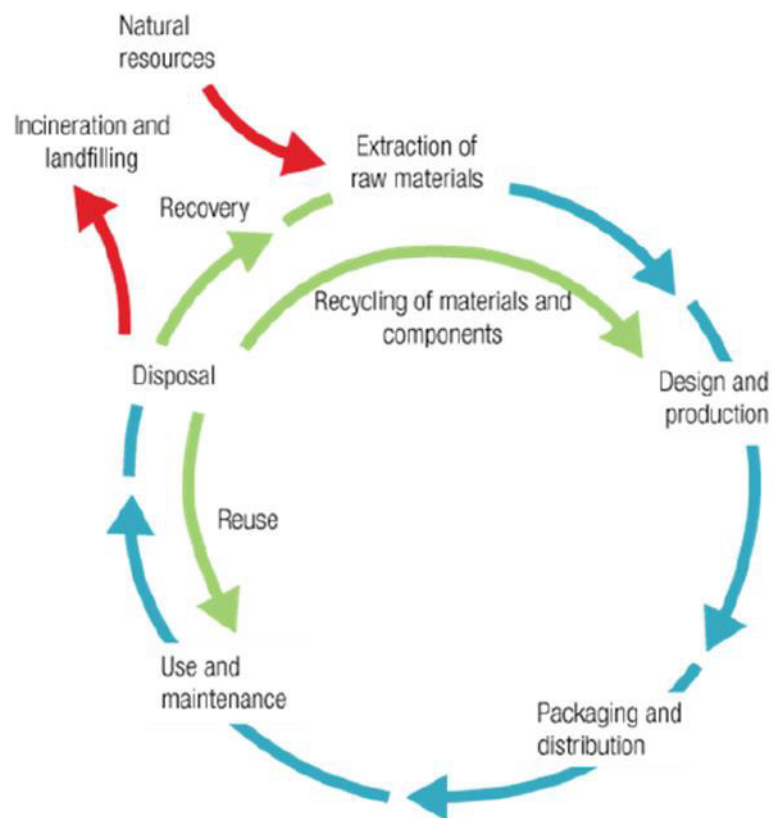 Natural
resources
Incineration and
landfilling
Extraction of
raw materials
Recovery
Recycling of materials and
components
Disposal
Design and
production
Reuse
Use and
maintenance
Packaging and
distribution